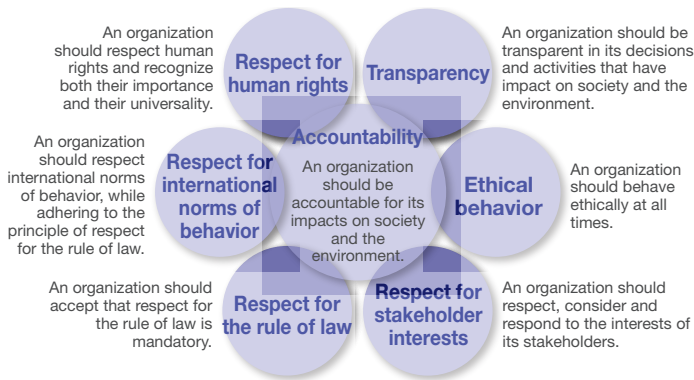 An organization
should respect human
rights and recognize
both their importance
and their universality.
Respect for
human rights
Transparency
An organization should be
transparent in its decisions
and activities that have
impact on society and the
environment.
An organization
should respect
international norms
of behavior, while
adhering to the
principle of respect
for the rule of law.
Respect for
international
norms of
behavior
Accountability
An organization
should be
accountable for its
impacts on society
and the
environment.
Ethical
behavior
An organization
should behave
ethically at all
times.
An organization should
accept that respect for
the rule of law is
mandatory.
Respect for
the rule of law
Respect for
stakeholder
interests
An organization should
respect, consider and
respond to the interests of
its stakeholders.